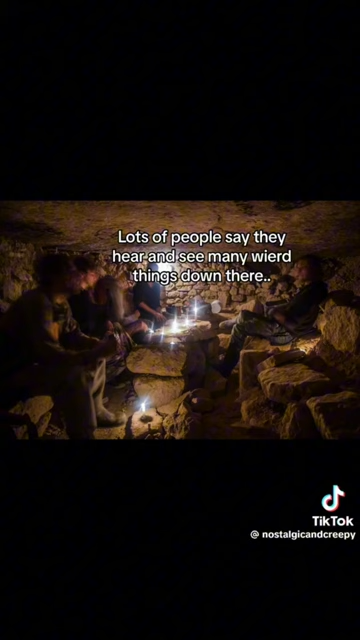 Lots of people say they
hear and see many wierd
things down there..
TikTok
@ nostalgicandcreepy